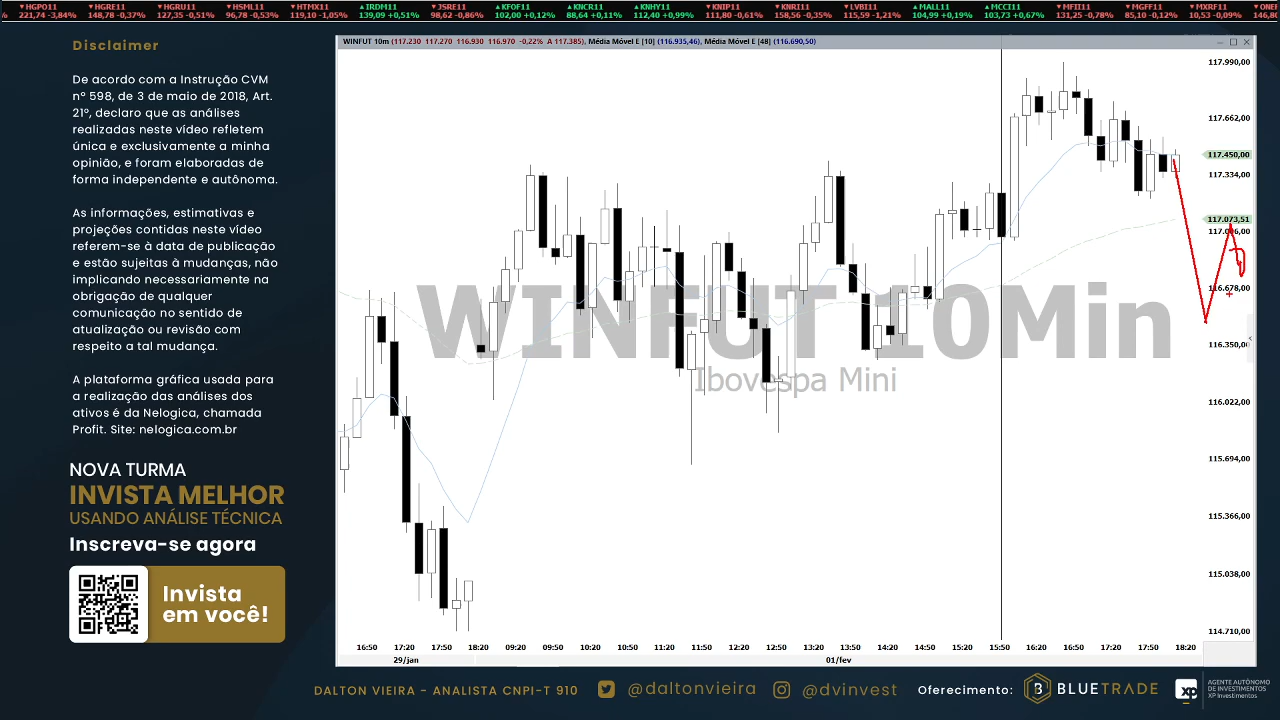 ▼HGPO11 ▼HGRE11 ▼HGRU11 ▼HSML11 ▼HTMX11 ▲IRDM11 ▼JSRE11 ▲KFOF11 ▲KNCR11 ▲KNHY11 ▼KNIP11 ▼KNRI11 ▼LVBI11 ▲MALL11 ▲MCCI11 ▼MFII11 ▼MGFF11 ▼MXRF11
221,74 -3,84% 148,78 -0,37% 127,35 -0,51% 96,78 -0,53% 119,10 -1,05% 139,09 +0,51% 98,62 -0,86% 102,00 +0,12% 88,64 +0,11% 112,40 +0,99% 111,80 -0,61% 158,56 -0,35% 115,59 -1,21% 104,99 +0,19% 103,73 +0,67% 131,25 -0,78% 85,10 -0,12% 10,53 -0,09% 146,80
Disclaimer
De acordo com a Instrução CVM
nº 598, de 3 de maio de 2018, Art.
21º, declaro que as análises
realizadas neste vídeo refletem
única e exclusivamente a minha
opinião, e foram elaboradas de
forma independente e autônoma.
As informações, estimativas e
projeções contidas neste vídeo
referem-se à data de publicação
e estão sujeitas à mudanças, não
implicando necessariamente na
obrigação de qualquer
comunicação no sentido de
atualização ou revisão com
respeito a tal mudança.
A plataforma gráfica usada para
a realização das análises dos
ativos é da Nelogica, chamada
Profit. Site: nelogica.com.br
NOVA TURMA
INVISTA MELHOR
USANDO ANÁLISE TÉCNICA
Inscreva-se agora
Invista
em você!
WINFUT 10m (117.230 117.270 116.930 116.970 -0,22% A 117.385), Média Móvel E [10] (116.935,46), Média Móvel E [48] (116.690,50)
WINFUT 10Min
Ibovespa Mini
117.990,00
117.662,00
117.450,00
117.334,00
117.073,51
116.678,00
116.350,00
116.022,00
115.694,00
115.366,00
115.038,00
114.710,00
16:50 17:20 17:50 18:20 09:20 09:50 10:20 10:50 11:20 11:50 12:20 12:50 13:20 13:50 14:20 14:50 15:20 15:50 16:20 16:50 17:20 17:50 18:20
29/jan 01/fev
DALTON VIEIRA - ANALISTA CNPI-T 910 @daltonvieira @dvinvest Oferecimento: BLUETRADE xp AGENTE AUTÔNOMO
DE INVESTIMENTOS
XP Investimentos